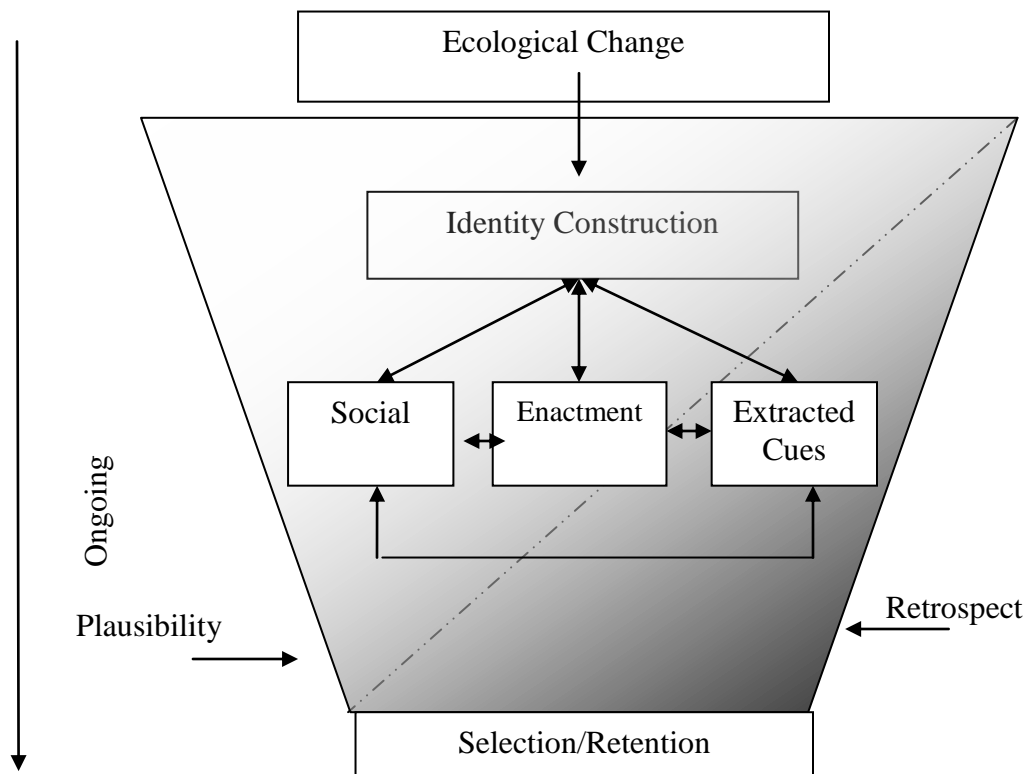 Ecological Change
Identity Construction
Social
Enactment
Extracted
Cues
Ongoing
Plausibility
Retrospect
Selection/Retention